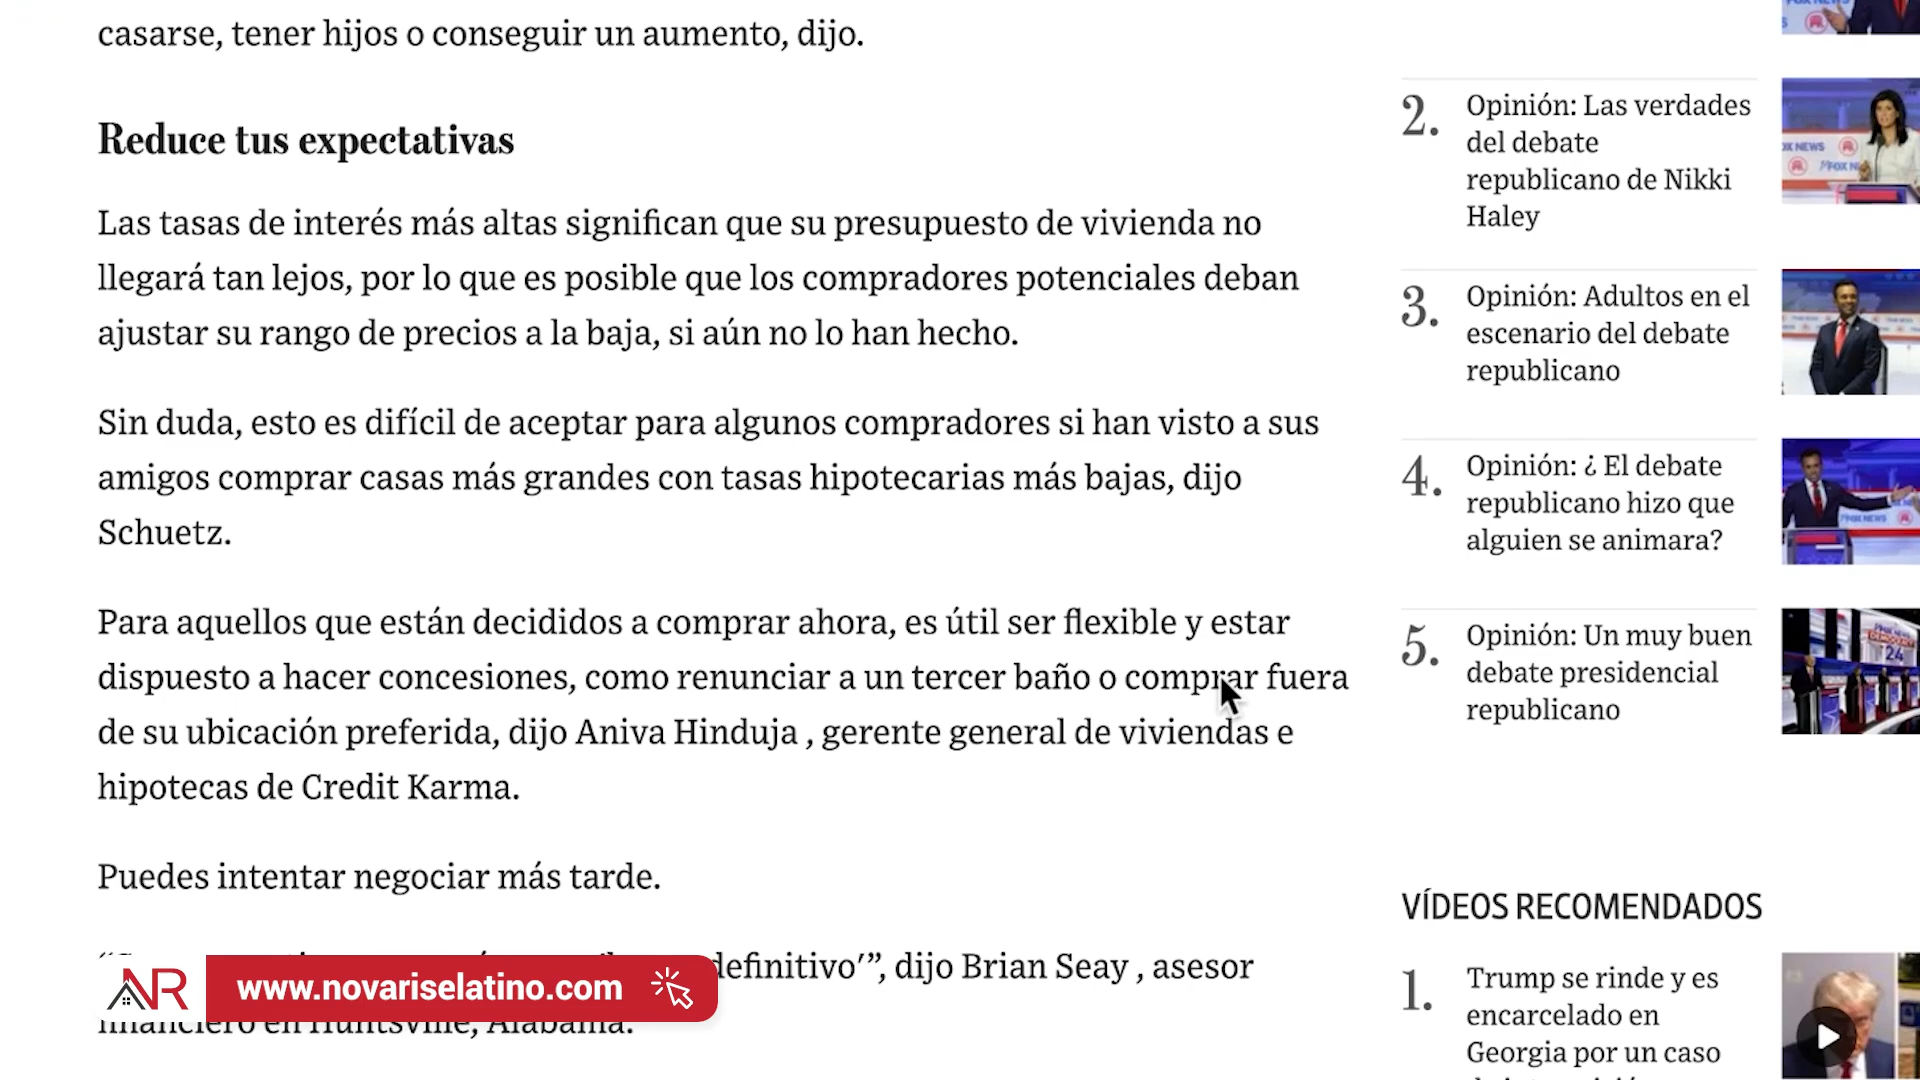 casarse, tener hijos o conseguir un aumento, dijo.
Reduce tus expectativas
Las tasas de interés más altas significan que su presupuesto de vivienda no
llegará tan lejos, por lo que es posible que los compradores potenciales deban
ajustar su rango de precios a la baja, si aún no lo han hecho.
Sin duda, esto es difícil de aceptar para algunos compradores si han visto a sus
amigos comprar casas más grandes con tasas hipotecarias más bajas, dijo
Schuetz.
Para aquellos que están decididos a comprar ahora, es útil ser flexible y estar
dispuesto a hacer concesiones, como renunciar a un tercer baño o comprar fuera
de su ubicación preferida, dijo Aniva Hinduja , gerente general de viviendas e
hipotecas de Credit Karma.
Puedes intentar negociar más tarde.
definitivo’”, dijo Brian Seay , asesor
financiero en Huntsville, Alabama.
NR
www.novariselatino.com
2.
Opinión: Las verdades
del debate
republicano de Nikki
Haley
3.
Opinión: Adultos en el
escenario del debate
republicano
4.
Opinión: ¿ El debate
republicano hizo que
alguien se animara?
5.
Opinión: Un muy buen
debate presidencial
republicano
VÍDEOS RECOMENDADOS
1.
Trump se rinde y es
encarcelado en
Georgia por un caso